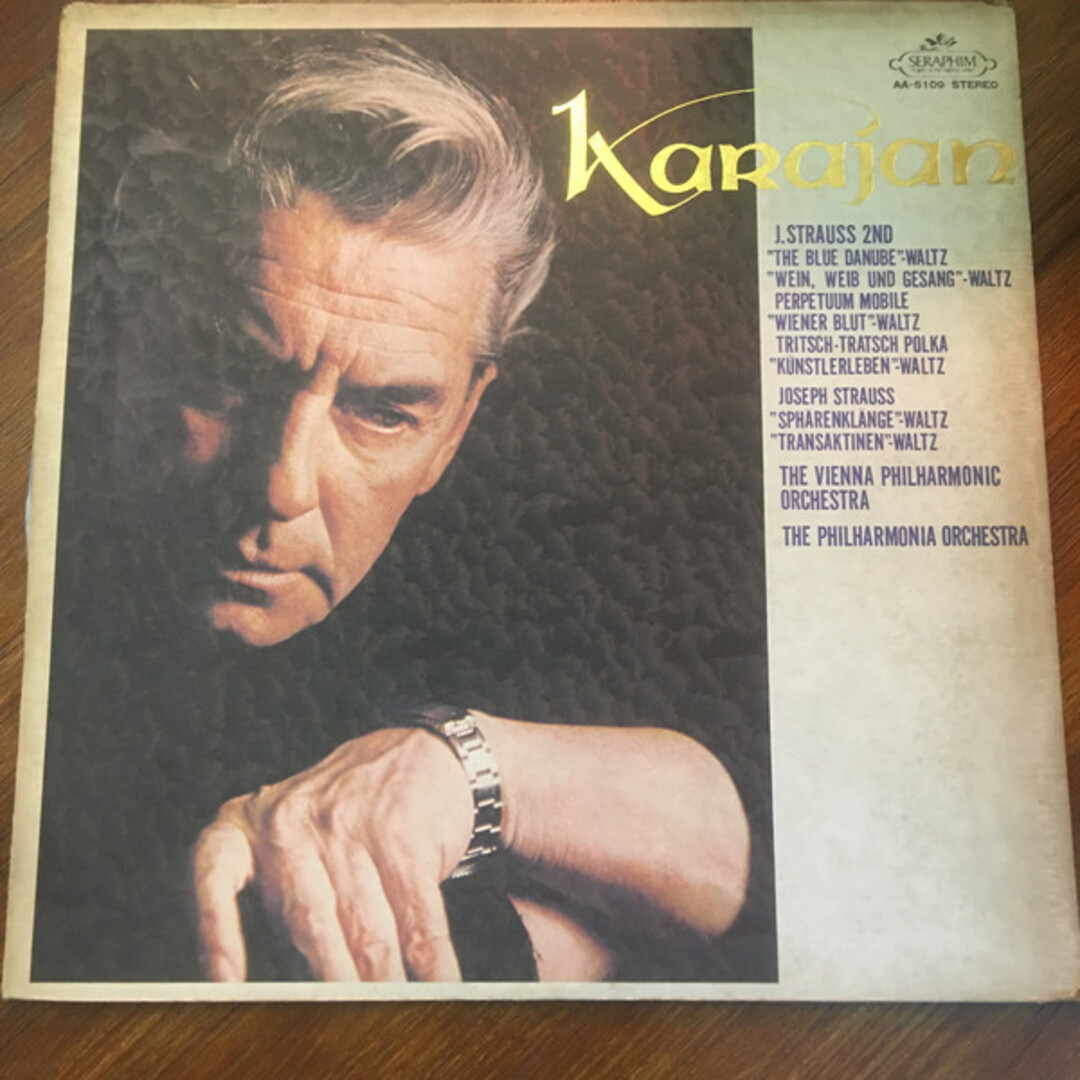 SERAPHIM
AA-5109 STEREO
Karajan
J.STRAUSS 2ND
"THE BLUE DANUBE"-WALTZ
"WEIN, WEIB UND GESANG"-WALTZ
PERPETUUM MOBILE
"WIENER BLUT"-WALTZ
TRITSCH-TRATSCH POLKA
"KÜNSTLERLEBEN"-WALTZ
JOSEPH STRAUSS
"SPHÄRENKLÄNGE"-WALTZ
"TRANSAKTINEN"-WALTZ
THE VIENNA PHILHARMONIC
ORCHESTRA
THE PHILHARMONIA ORCHESTRA